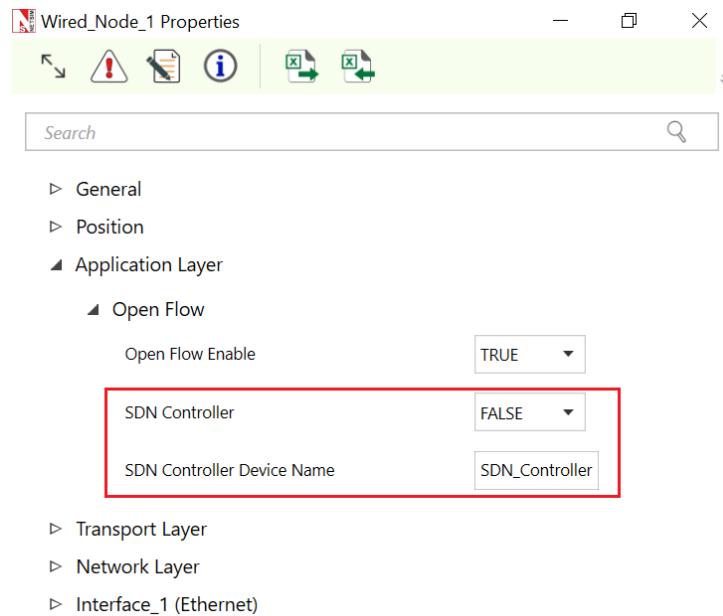 NETSIM Wired_Node_1 Properties
Search
General
Position
Application Layer
Open Flow
Open Flow Enable TRUE
SDN Controller FALSE
SDN Controller Device Name SDN_Controller
Transport Layer
Network Layer
Interface_1 (Ethernet)